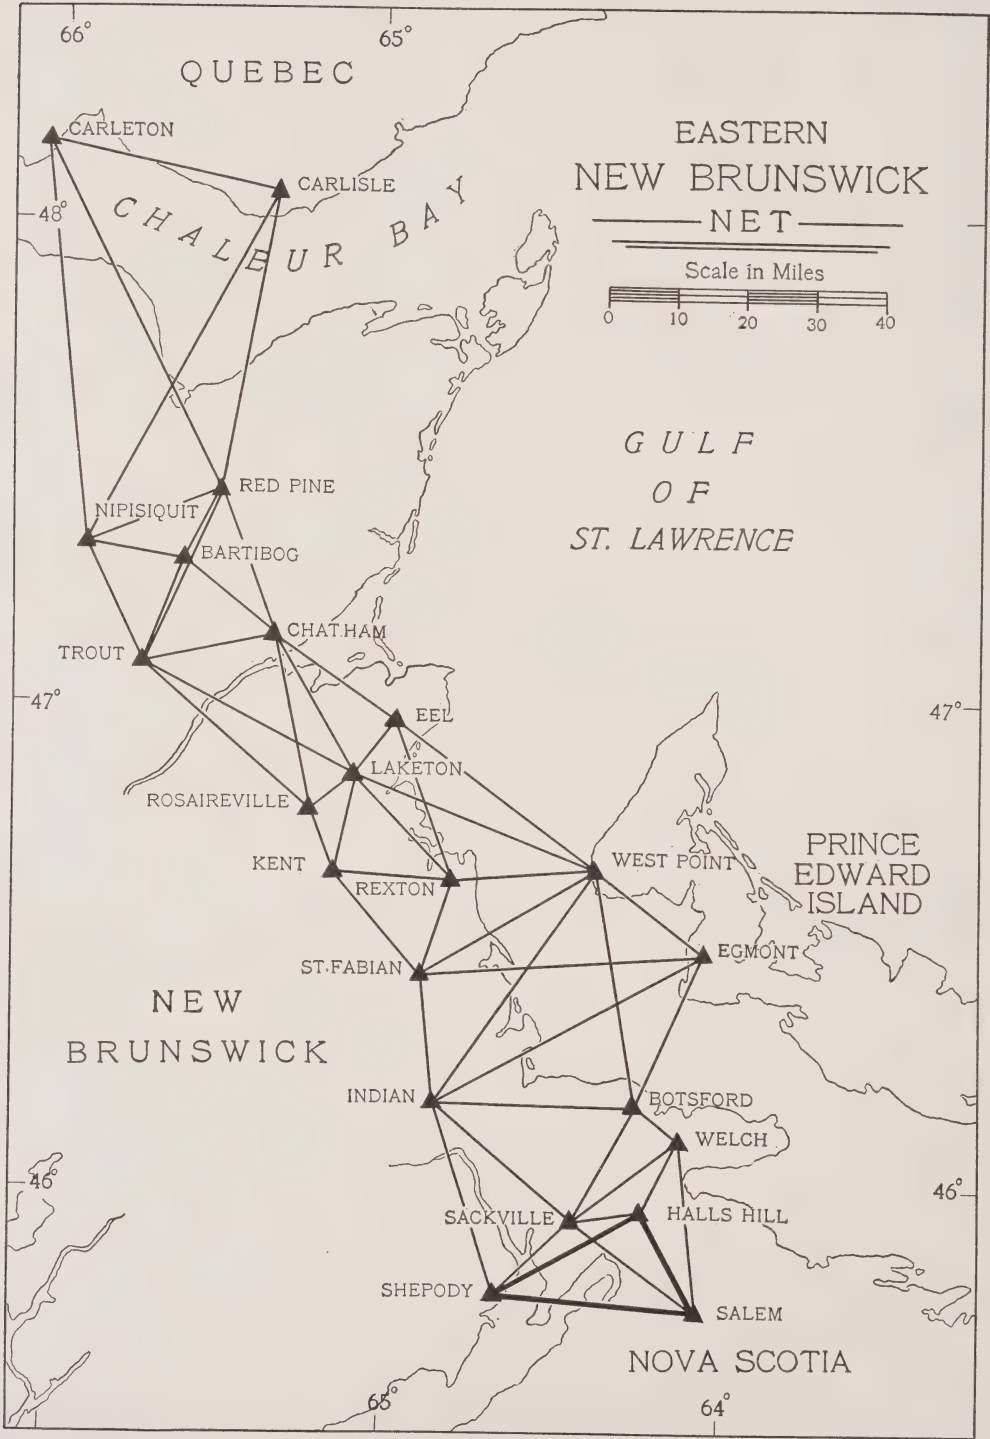 66°
65°
QUEBEC
CARLETON
CARLISLE
48°
CHALEUR BAY
EASTERN
NEW BRUNSWICK
NET
Scale in Miles
0 10 20 30 40
GULF
OF
ST. LAWRENCE
RED PINE
NIPISIQUIT
BARTIBOG
CHATHAM
TROUT
47°
47°
EEL
LAKETON
ROSAIREVILLE
KENT
REXTON
WEST POINT
PRINCE
EDWARD
ISLAND
ST. FABIAN
EGMONT
NEW
BRUNSWICK
INDIAN
BOTSFORD
WELCH
46°
46°
SACKVILLE
HALLS HILL
SHEPODY
SALEM
NOVA SCOTIA
65°
64°